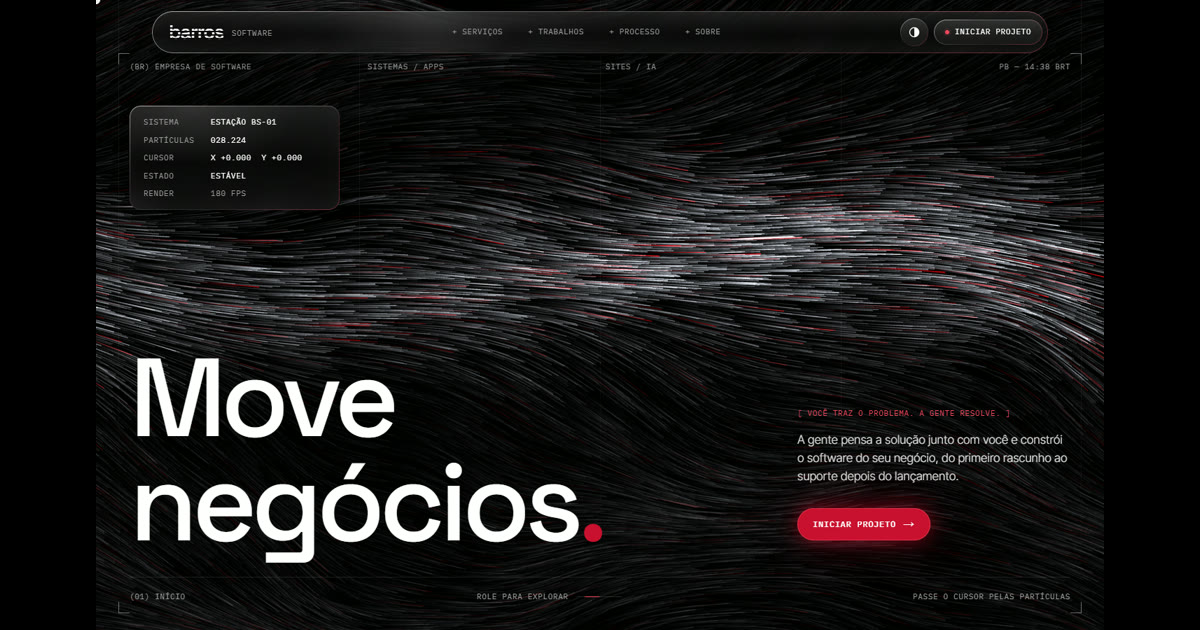 barros SOFTWARE
+ SERVIÇOS + TRABALHOS + PROCESSO + SOBRE
INICIAR PROJETO
(BR) EMPRESA DE SOFTWARE
SISTEMAS / APPS
SITES / IA
PB — 14:38 BRT
SISTEMA ESTAÇÃO BS-01
PARTÍCULAS 028.224
CURSOR X +0.000 Y +0.000
ESTADO ESTÁVEL
RENDER 180 FPS
Move
negócios.
[ VOCÊ TRAZ O PROBLEMA. A GENTE RESOLVE. ]
A gente pensa a solução junto com você e constrói
o software do seu negócio, do primeiro rascunho ao
suporte depois do lançamento.
INICIAR PROJETO →
(01) INÍCIO
ROLE PARA EXPLORAR
PASSE O CURSOR PELAS PARTÍCULAS